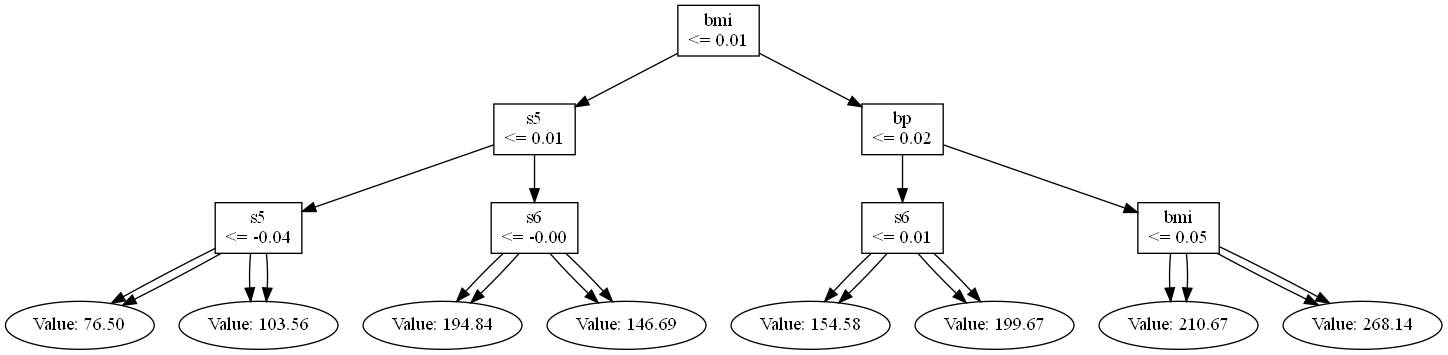 bmi
<= 0.01
s5
<= 0.01
bp
<= 0.02
s5
<= -0.04
s6
<= -0.00
s6
<= 0.01
bmi
<= 0.05
Value: 76.50
Value: 103.56
Value: 194.84
Value: 146.69
Value: 154.58
Value: 199.67
Value: 210.67
Value: 268.14